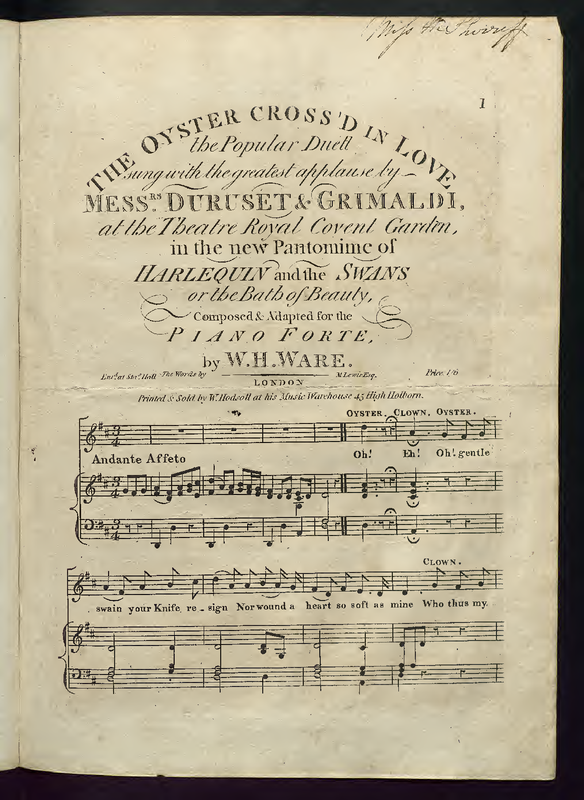 1
THE OYSTER CROSS'D IN LOVE
the Popular Duett
sung with the greatest applause by
MESSRS. DURUSET & GRIMALDI,
at the Theatre Royal Covent Garden,
in the new Pantomime of
HARLEQUIN and the SWANS
or the Bath of Beauty,
Composed & Adapted for the
PIANO FORTE,
by W.H. WARE.
Ent.d at Sta.s Hall The Words by M Lewis Esq. Price 1/6
LONDON
Printed & Sold by W. Hodsoll at his Music Warehouse 45 High Holborn.
OYSTER. CLOWN. OYSTER.
Andante Affeto Oh! Eh! Oh! gentle
CLOWN.
swain your Knife re - sign Nor wound a heart so soft as mine Who thus my